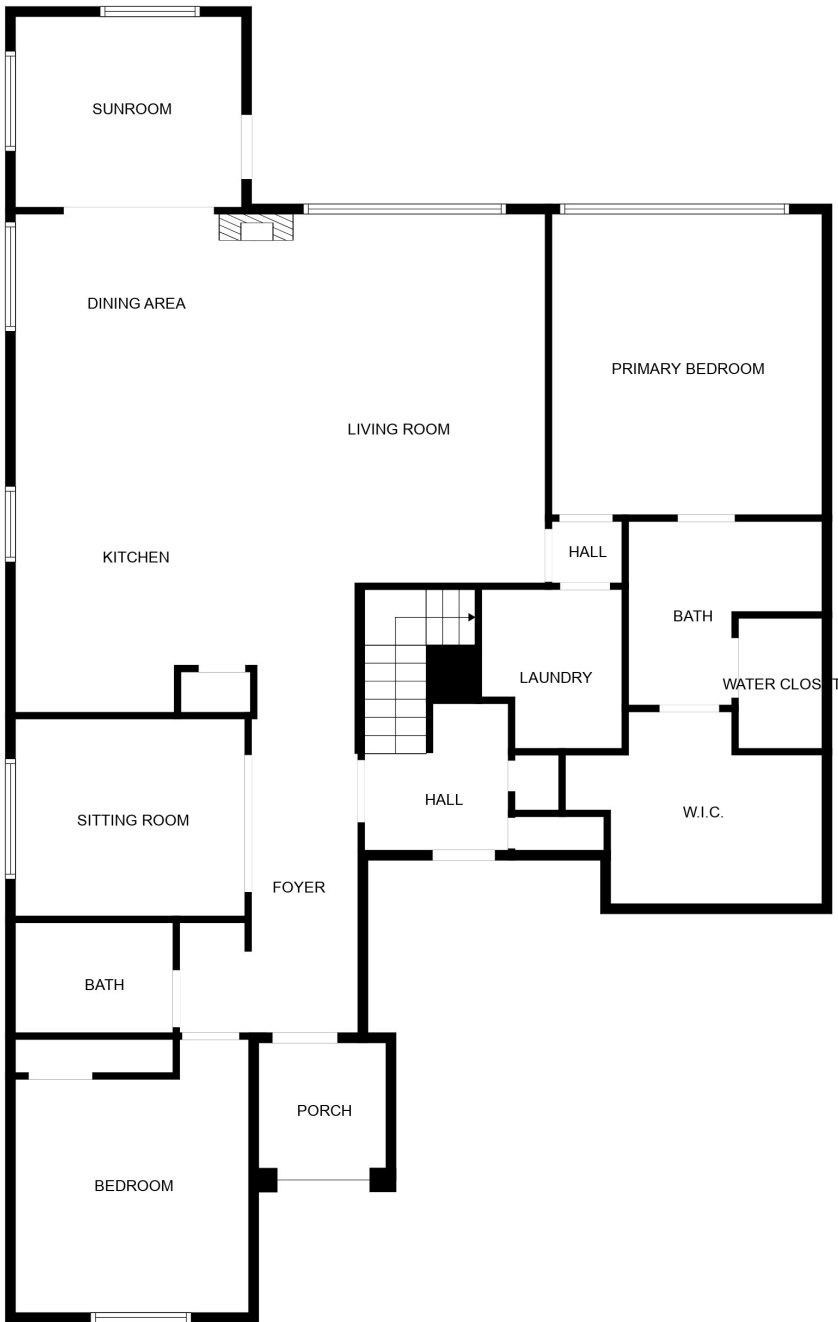 SUNROOM
DINING AREA
PRIMARY BEDROOM
LIVING ROOM
KITCHEN
HALL
BATH
LAUNDRY
WATER CLOSET
HALL
W.I.C.
SITTING ROOM
FOYER
BATH
PORCH
BEDROOM